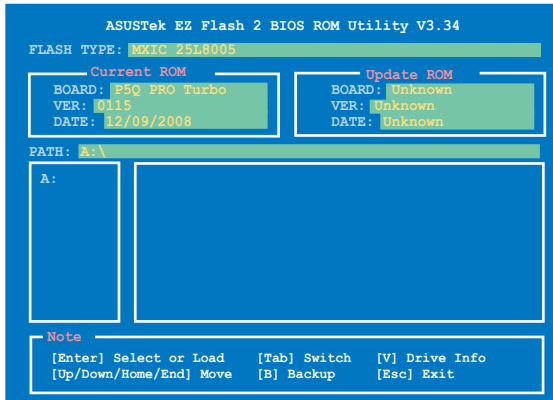 ASUSTek EZ Flash 2 BIOS ROM Utility V3.34
FLASH TYPE: MXIC 25L8005
Current ROM
BOARD: P5Q PRO Turbo
VER: 0115
DATE: 12/09/2008
Update ROM
BOARD: Unknown
VER: Unknown
DATE: Unknown
PATH: A:\
A:
Note
[Enter] Select or Load [Tab] Switch [V] Drive Info
[Up/Down/Home/End] Move [B] Backup [Esc] Exit